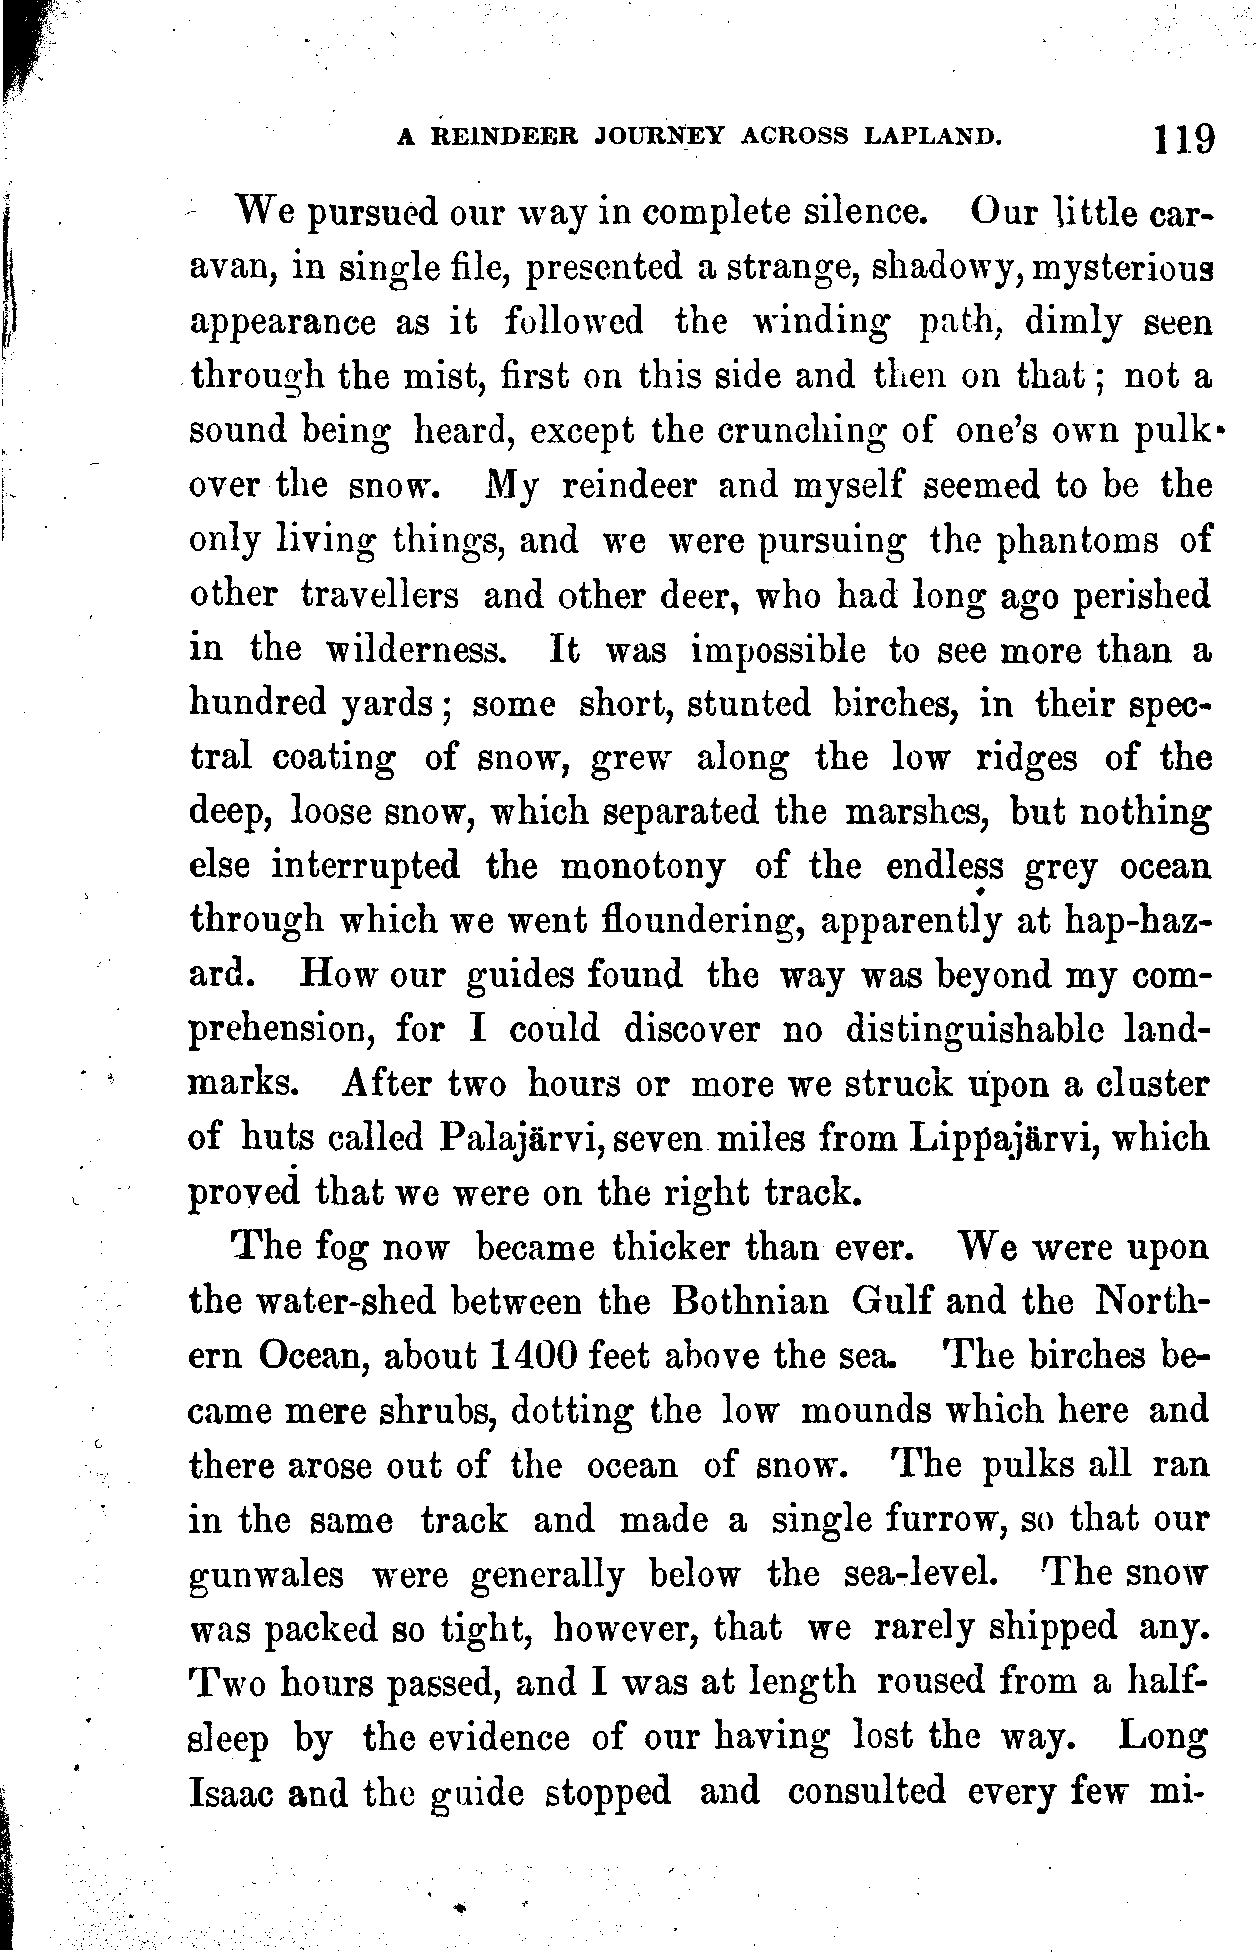 A REINDEER JOURNEY ACROSS LAPLAND. 119
We pursued our way in complete silence. Our little car-
avan, in single file, presented a strange, shadowy, mysterious
appearance as it followed the winding path, dimly seen
through the mist, first on this side and then on that; not a
sound being heard, except the crunching of one's own pulk
over the snow. My reindeer and myself seemed to be the
only living things, and we were pursuing the phantoms of
other travellers and other deer, who had long ago perished
in the wilderness. It was impossible to see more than a
hundred yards; some short, stunted birches, in their spec-
tral coating of snow, grew along the low ridges of the
deep, loose snow, which separated the marshes, but nothing
else interrupted the monotony of the endless grey ocean
through which we went floundering, apparently at hap-haz-
ard. How our guides found the way was beyond my com-
prehension, for I could discover no distinguishable land-
marks. After two hours or more we struck upon a cluster
of huts called Palajärvi, seven miles from Lippajärvi, which
proved that we were on the right track.
The fog now became thicker than ever. We were upon
the water-shed between the Bothnian Gulf and the North-
ern Ocean, about 1400 feet above the sea. The birches be-
came mere shrubs, dotting the low mounds which here and
there arose out of the ocean of snow. The pulks all ran
in the same track and made a single furrow, so that our
gunwales were generally below the sea-level. The snow
was packed so tight, however, that we rarely shipped any.
Two hours passed, and I was at length roused from a half-
sleep by the evidence of our having lost the way. Long
Isaac and the guide stopped and consulted every few mi-